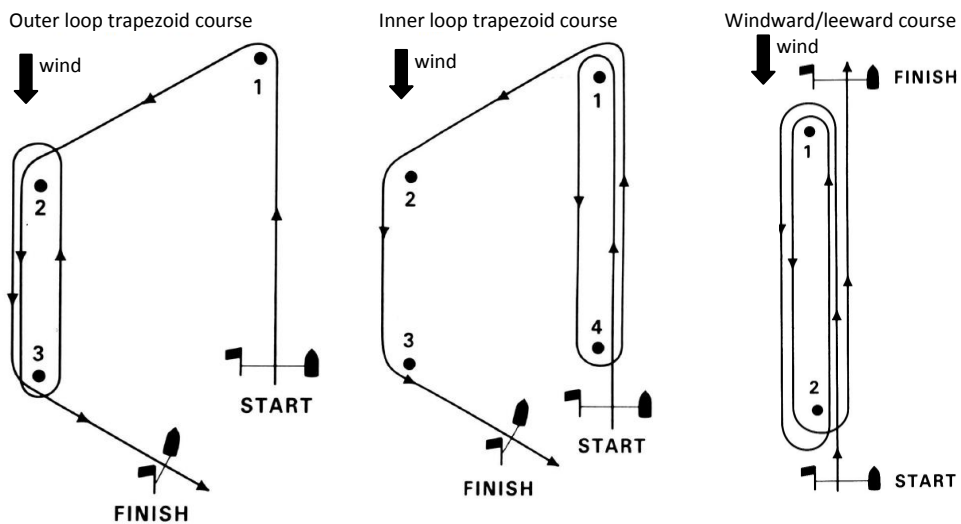 Outer loop trapezoid course
wind
1
2
3
START
FINISH
Inner loop trapezoid course
wind
1
2
4
3
START
FINISH
Windward/leeward course
wind
FINISH
1
2
START